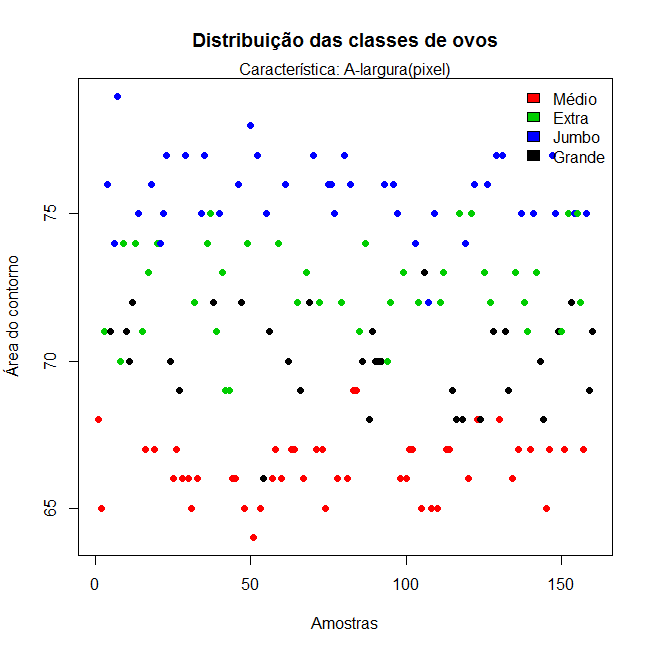 Distribuição das classes de ovos
Característica: A-largura(pixel)
Médio
Extra
Jumbo
Grande
Área do contorno
75
70
65
0 50 100 150
Amostras